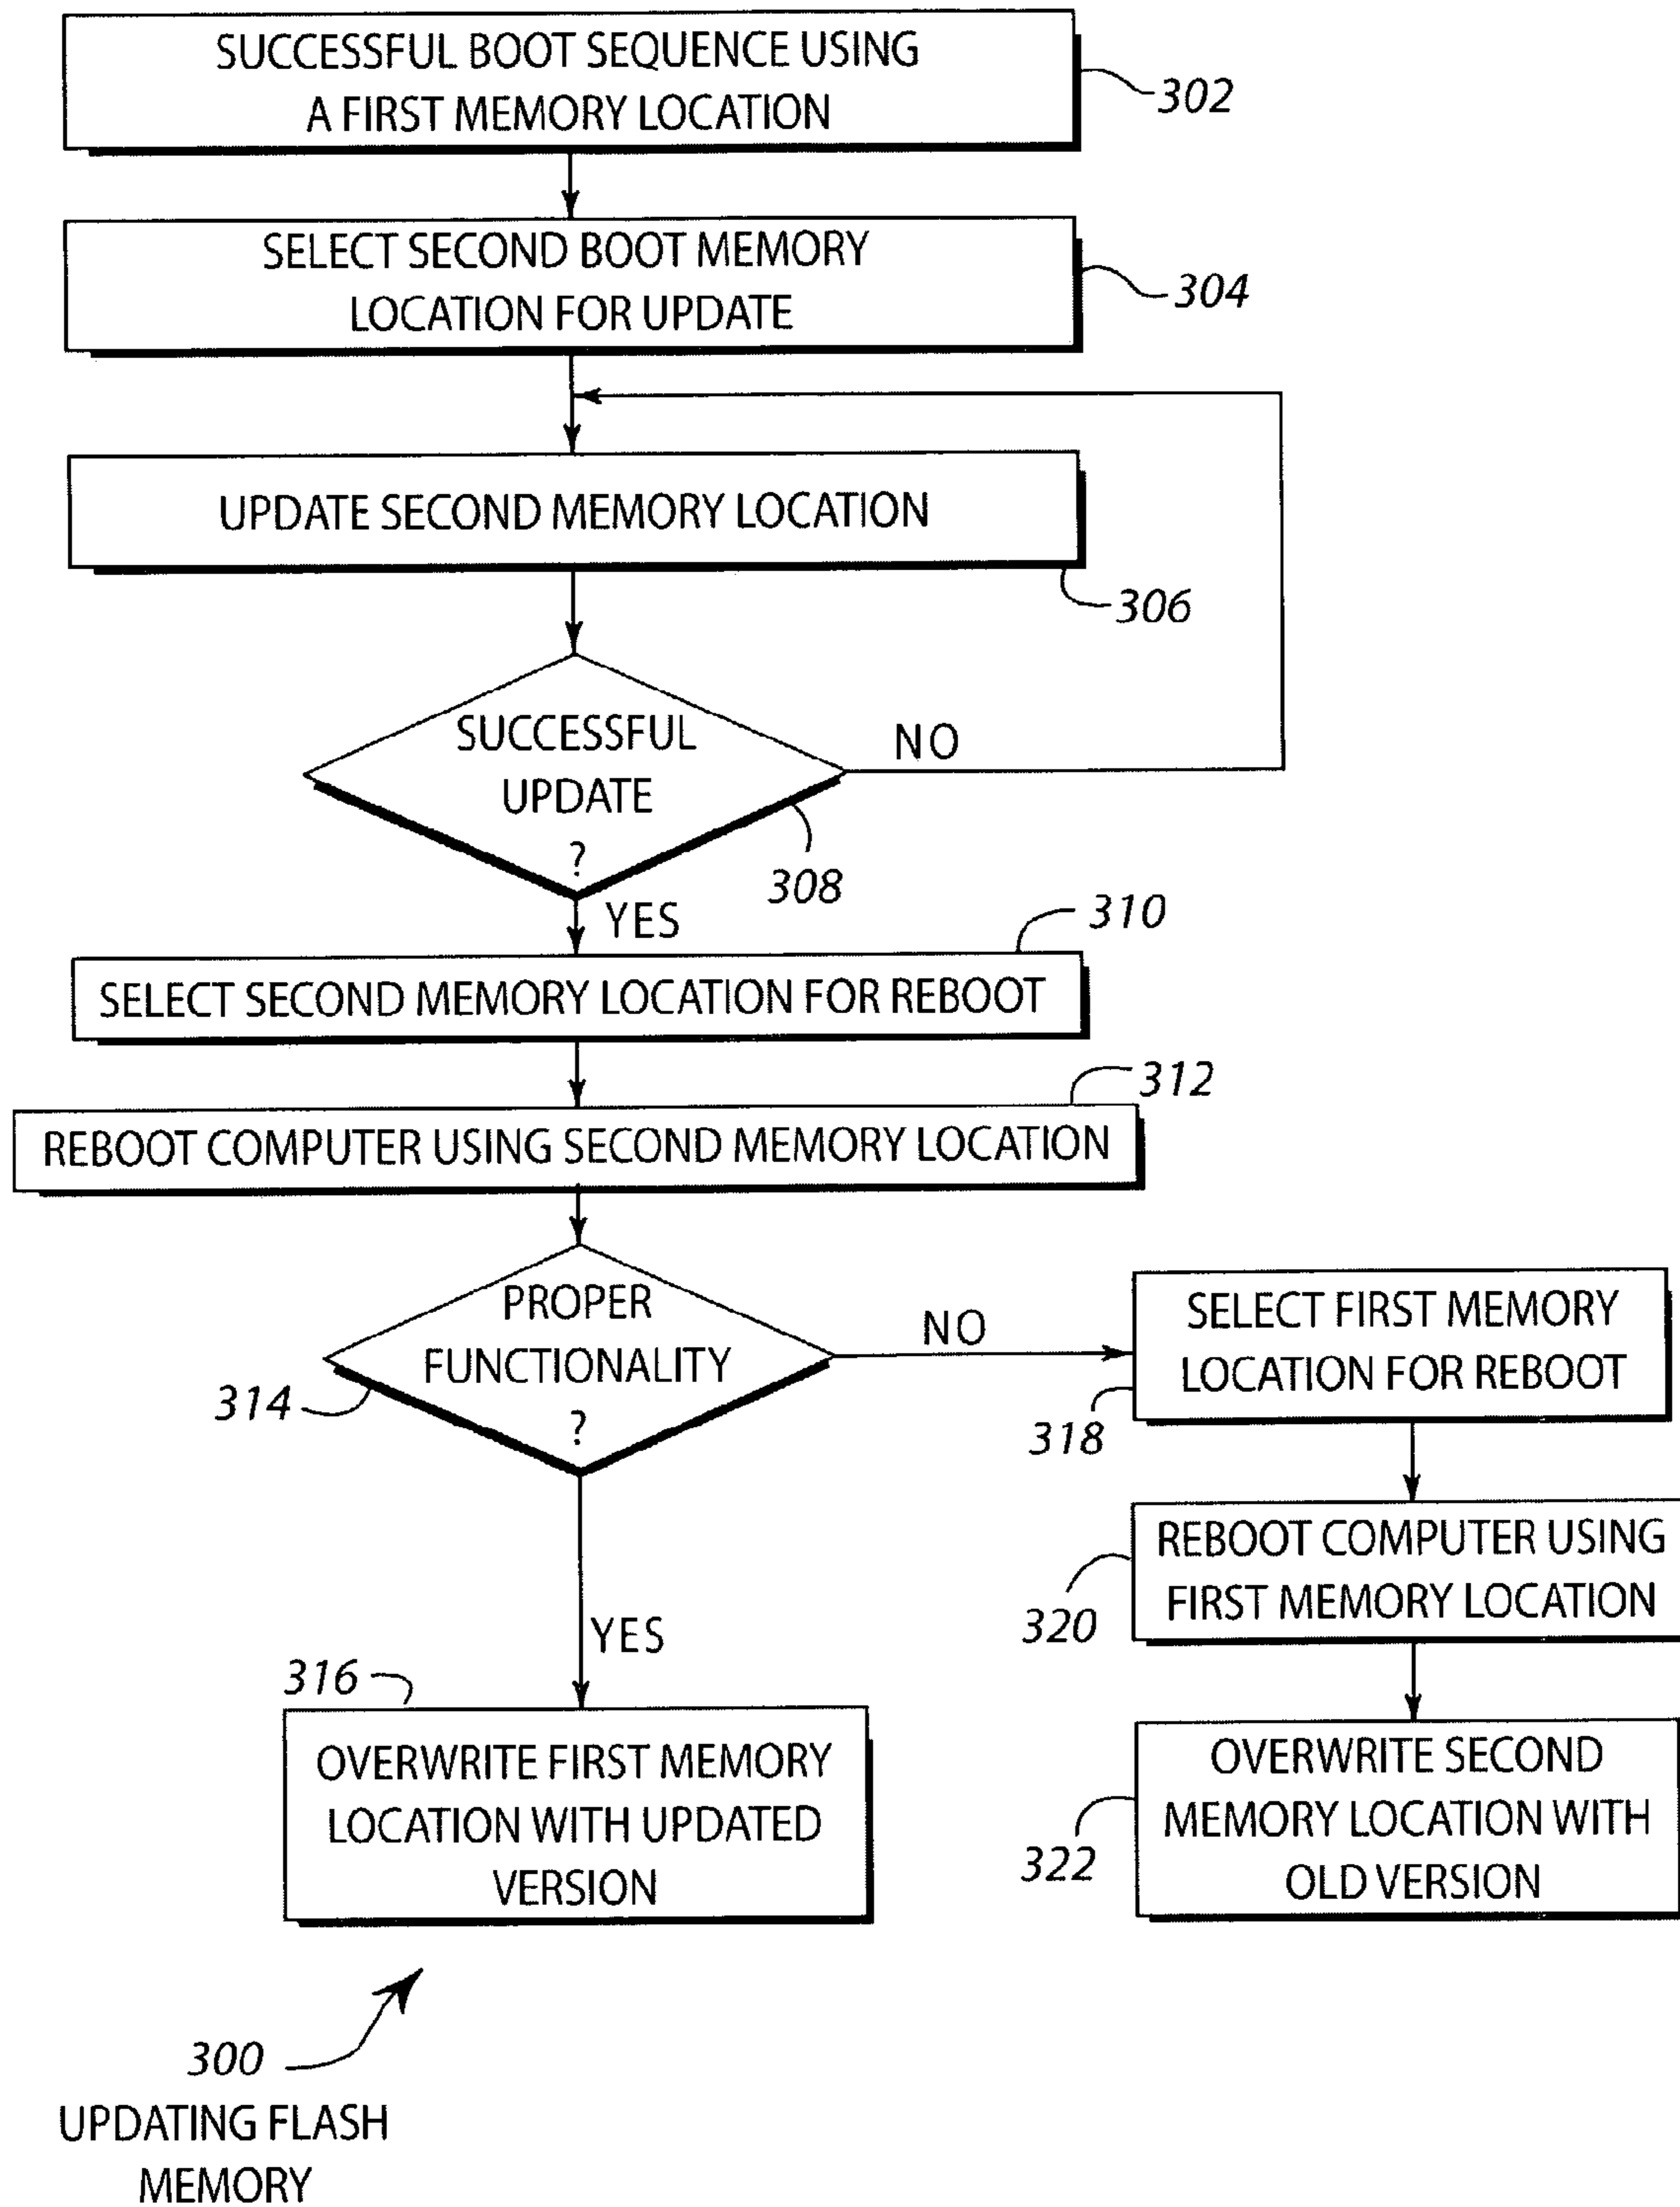 SUCCESSFUL BOOT SEQUENCE USING
A FIRST MEMORY LOCATION
302
SELECT SECOND BOOT MEMORY
LOCATION FOR UPDATE
304
UPDATE SECOND MEMORY LOCATION
306
SUCCESSFUL
UPDATE
?
NO
308
YES
310
SELECT SECOND MEMORY LOCATION FOR REBOOT
312
REBOOT COMPUTER USING SECOND MEMORY LOCATION
PROPER
FUNCTIONALITY
?
314
NO
SELECT FIRST MEMORY
LOCATION FOR REBOOT
318
REBOOT COMPUTER USING
FIRST MEMORY LOCATION
320
YES
316
OVERWRITE FIRST MEMORY
LOCATION WITH UPDATED
VERSION
OVERWRITE SECOND
MEMORY LOCATION WITH
OLD VERSION
322
300
UPDATING FLASH
MEMORY